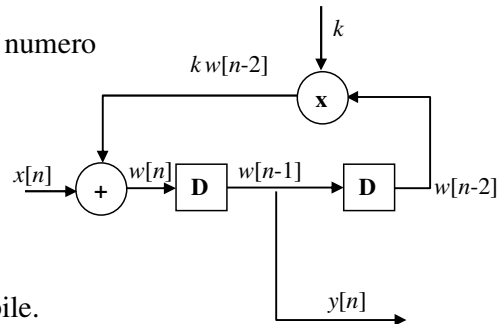 numero
k
k w[n-2]
x
x[n]
+
w[n]
D
w[n-1]
D
w[n-2]
y[n]
bile.